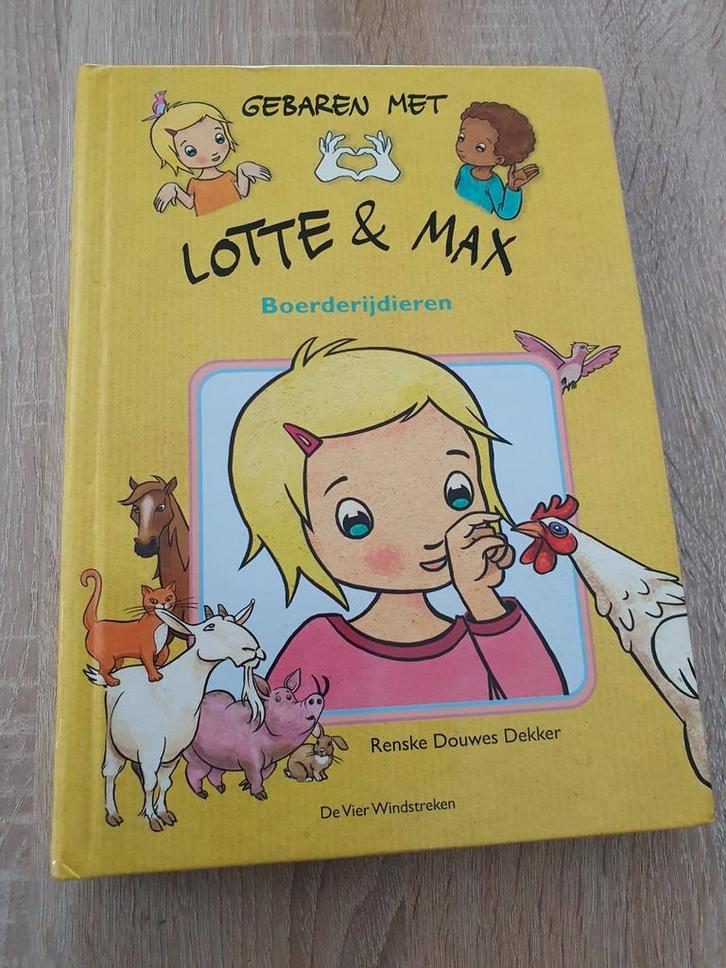 GEBAREN MET
LOTTE & MAX
Boerderijdieren
Renske Douwes Dekker
De Vier Windstreken